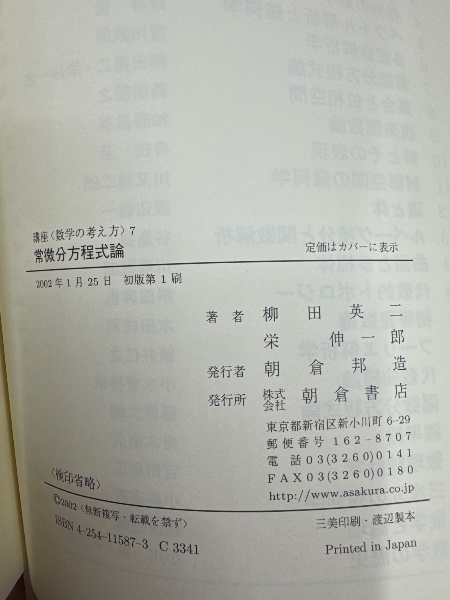 講座〈数学の考え方〉7
常微分方程式論
定価はカバーに表示
2002年1月25日 初版第1刷
著者 柳田英二
栄伸一郎
発行者 朝倉邦造
発行所 株式会社 朝倉書店
東京都新宿区新小川町6-29
郵便番号 162-8707
電話 03(3260)0141
FAX 03(3260)0180
http://www.asakura.co.jp
〈検印省略〉
©2002〈無断複写・転載を禁ず〉
三美印刷・渡辺製本
ISBN 4-254-11587-3 C 3341
Printed in Japan